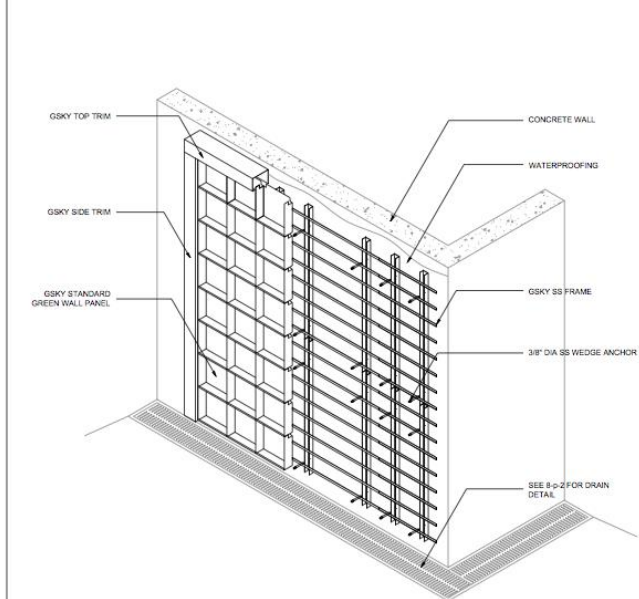 GSKY TOP TRIM
GSKY SIDE TRIM
GSKY STANDARD
GREEN WALL PANEL
CONCRETE WALL
WATERPROOFING
GSKY SS FRAME
3/8" DIA SS WEDGE ANCHOR
SEE 8-p-2 FOR DRAIN
DETAIL